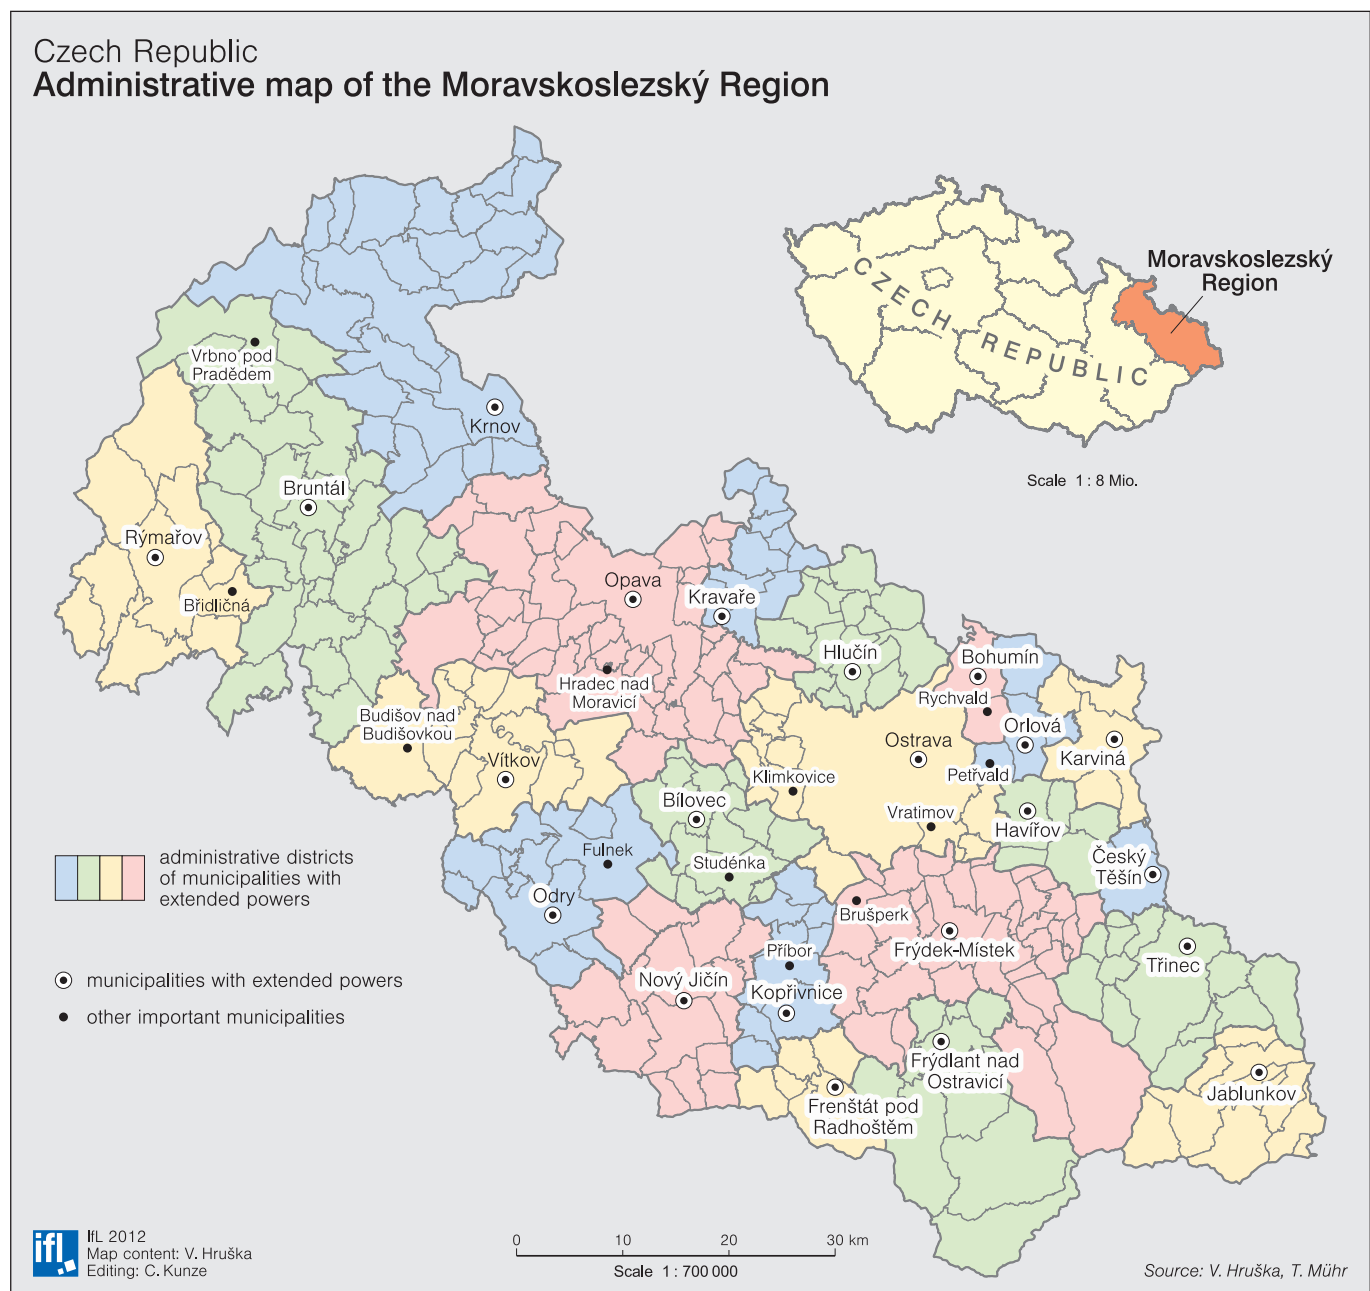 Czech Republic
Administrative map of the Moravskoslezský Region
Moravskoslezský
Region
CZECH REPUBLIC
Scale 1 : 8 Mio.
Vrbno pod
Pradědem
Krnov
Bruntál
Rýmařov
Břidličná
Opava
Kravaře
Hlučín
Bohumín
Rychvald
Hradec nad
Moravicí
Budišov nad
Budišovkou
Vítkov
Orlová
Karviná
Ostrava
Petřvald
Klimkovice
Bílovec
Vratimov
Havířov
Český
Těšín
Fulnek
Studénka
Odry
Brušperk
Frýdek-Místek
Třinec
Příbor
Nový Jičín
Kopřivnice
Frýdlant nad
Ostravicí
Jablunkov
Frenštát pod
Radhoštěm
administrative districts
of municipalities with
extended powers
municipalities with extended powers
other important municipalities
ifl
IfL 2012
Map content: V. Hruška
Editing: C. Kunze
0 10 20 30 km
Scale 1 : 700 000
Source: V. Hruška, T. Mühr